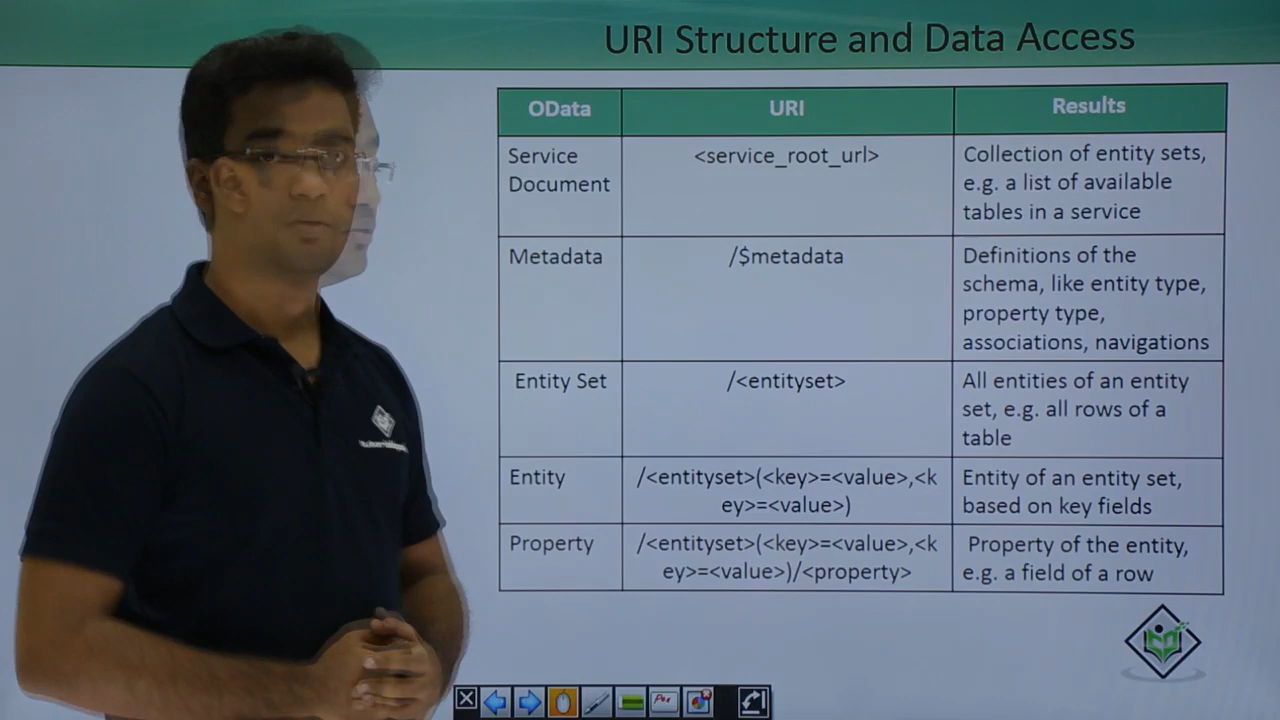 URI Structure and Data Access
OData
URI
Results
Service
Document
<service_root_url>
Collection of entity sets,
e.g. a list of available
tables in a service
Metadata
/$metadata
Definitions of the
schema, like entity type,
property type,
associations, navigations
Entity Set
/<entityset>
All entities of an entity
set, e.g. all rows of a
table
Entity
/<entityset>(<key>=<value>,<k
ey>=<value>)
Entity of an entity set,
based on key fields
Property
/<entityset>(<key>=<value>,<k
ey>=<value>)/<property>
Property of the entity,
e.g. a field of a row